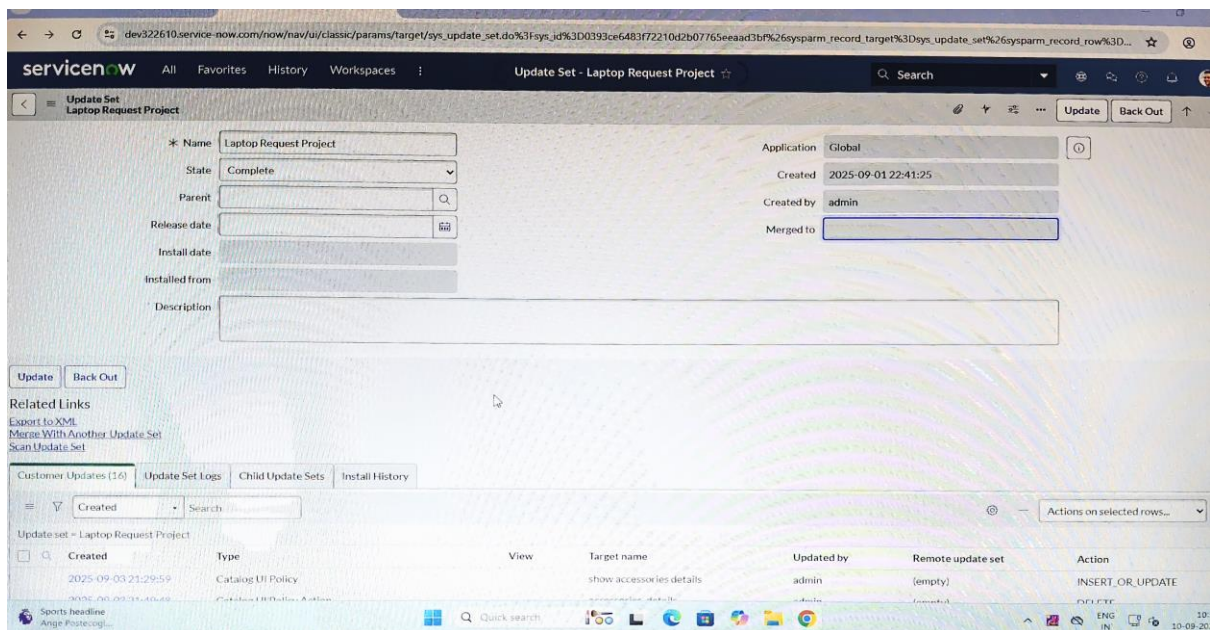 dev322610.service-now.com/now/nav/ui/classic/params/target/sys_update_set.do%3Fsys_id%3D0393ce6483f72210d2b07765eeaad3bf%26sysparm_record_target%3Dsys_update_set%26sysparm_record_row%3D...
servicenow All Favorites History Workspaces Update Set - Laptop Request Project Search
Update Set
Laptop Request Project Update Back Out
Name Laptop Request Project Application Global
State Complete Created 2025-09-01 22:41:25
Parent Created by admin
Release date Merged to
Install date
Installed from
Description
Update Back Out
Related Links
Export to XML
Merge With Another Update Set
Scan Update Set
Customer Updates (16) Update Set Logs Child Update Sets Install History
Created Search Actions on selected rows...
Update set = Laptop Request Project
Created Type View Target name Updated by Remote update set Action
2025-09-03 21:29:59 Catalog UI Policy show accessories details admin (empty) INSERT_OR_UPDATE
Catalog UI Policy Action
Sports headline Quick search ENG 10:
Ange Postecogl... IN 10-09-20